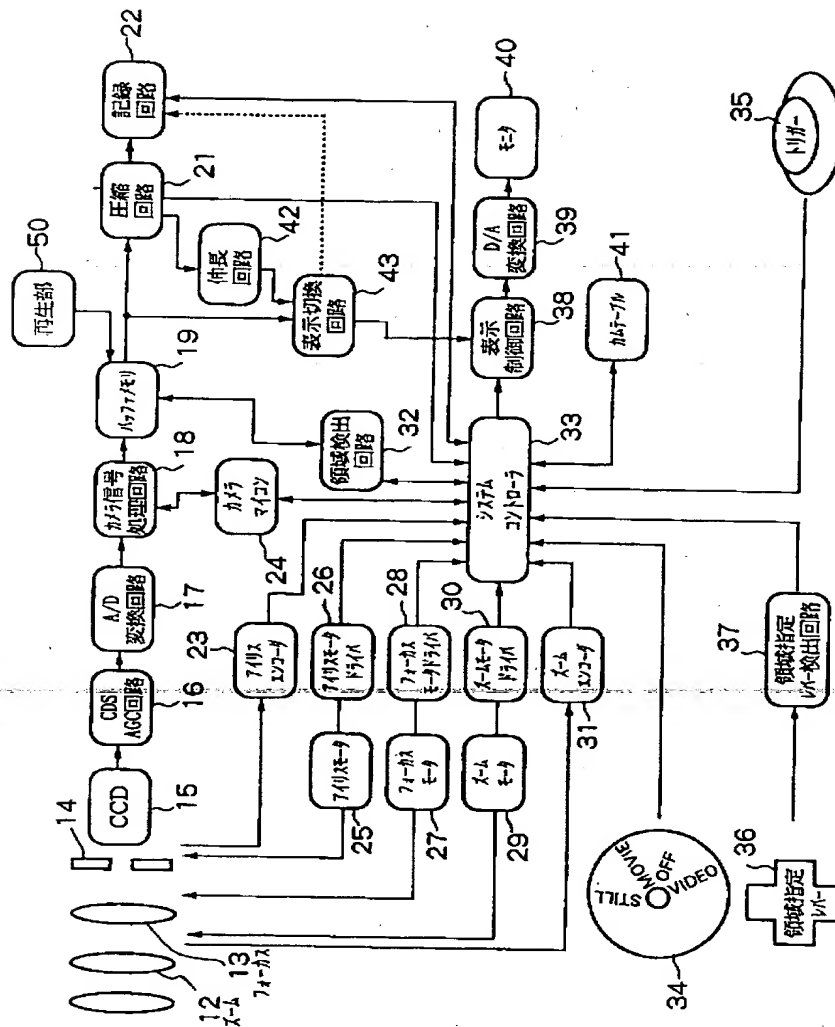 12
ズーム
13
フォーカス
14
CCD
15
CDS
AGC回路
16
A/D
変換回路
17
カメラ信号
処理回路
18
バッファメモリ
19
再生部
50
圧縮
回路
21
記録
回路
22
伸長
回路
42
表示切換
回路
43
領域検出
回路
32
カメラ
マイコン
24
アイリス
エンコーダ
23
アイリスモータ
ドライバ
26
アイリスモータ
25
フォーカス
モータドライバ
28
フォーカス
モータ
27
ズームモータ
ドライバ
30
ズーム
モータ
29
ズーム
エンコーダ
31
システム
コントローラ
33
表示
制御回路
38
D/A
変換回路
39
モニタ
40
カムテーブル
41
STILL
MOVIE
OFF
VIDEO
34
領域指定
レバー
36
領域指定
レバー検出回路
37
トリガー
35